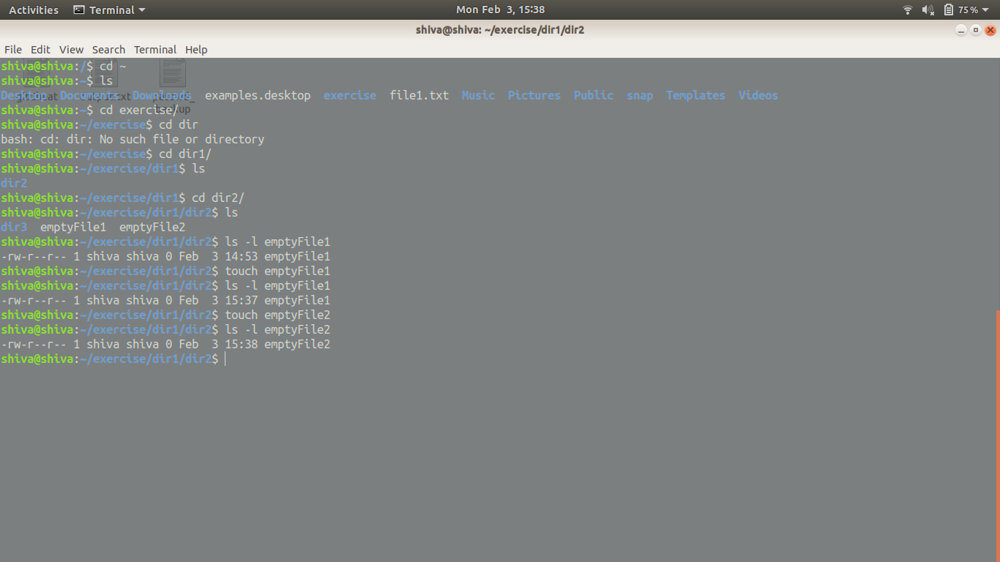 Activities Terminal Mon Feb 3, 15:38 75%
shiva@shiva: ~/exercise/dir1/dir2
File Edit View Search Terminal Help
shiva@shiva:/$ cd ~
shiva@shiva:~$ ls
Desktop Documents Downloads examples.desktop exercise file1.txt Music Pictures Public snap Templates Videos
shiva@shiva:~$ cd exercise/
shiva@shiva:~/exercise$ cd dir
bash: cd: dir: No such file or directory
shiva@shiva:~/exercise$ cd dir1/
shiva@shiva:~/exercise/dir1$ ls
dir2
shiva@shiva:~/exercise/dir1$ cd dir2/
shiva@shiva:~/exercise/dir1/dir2$ ls
dir3 emptyFile1 emptyFile2
shiva@shiva:~/exercise/dir1/dir2$ ls -l emptyFile1
-rw-r--r-- 1 shiva shiva 0 Feb  3 14:53 emptyFile1
shiva@shiva:~/exercise/dir1/dir2$ touch emptyFile1
shiva@shiva:~/exercise/dir1/dir2$ ls -l emptyFile1
-rw-r--r-- 1 shiva shiva 0 Feb  3 15:37 emptyFile1
shiva@shiva:~/exercise/dir1/dir2$ touch emptyFile2
shiva@shiva:~/exercise/dir1/dir2$ ls -l emptyFile2
-rw-r--r-- 1 shiva shiva 0 Feb  3 15:38 emptyFile2
shiva@shiva:~/exercise/dir1/dir2$